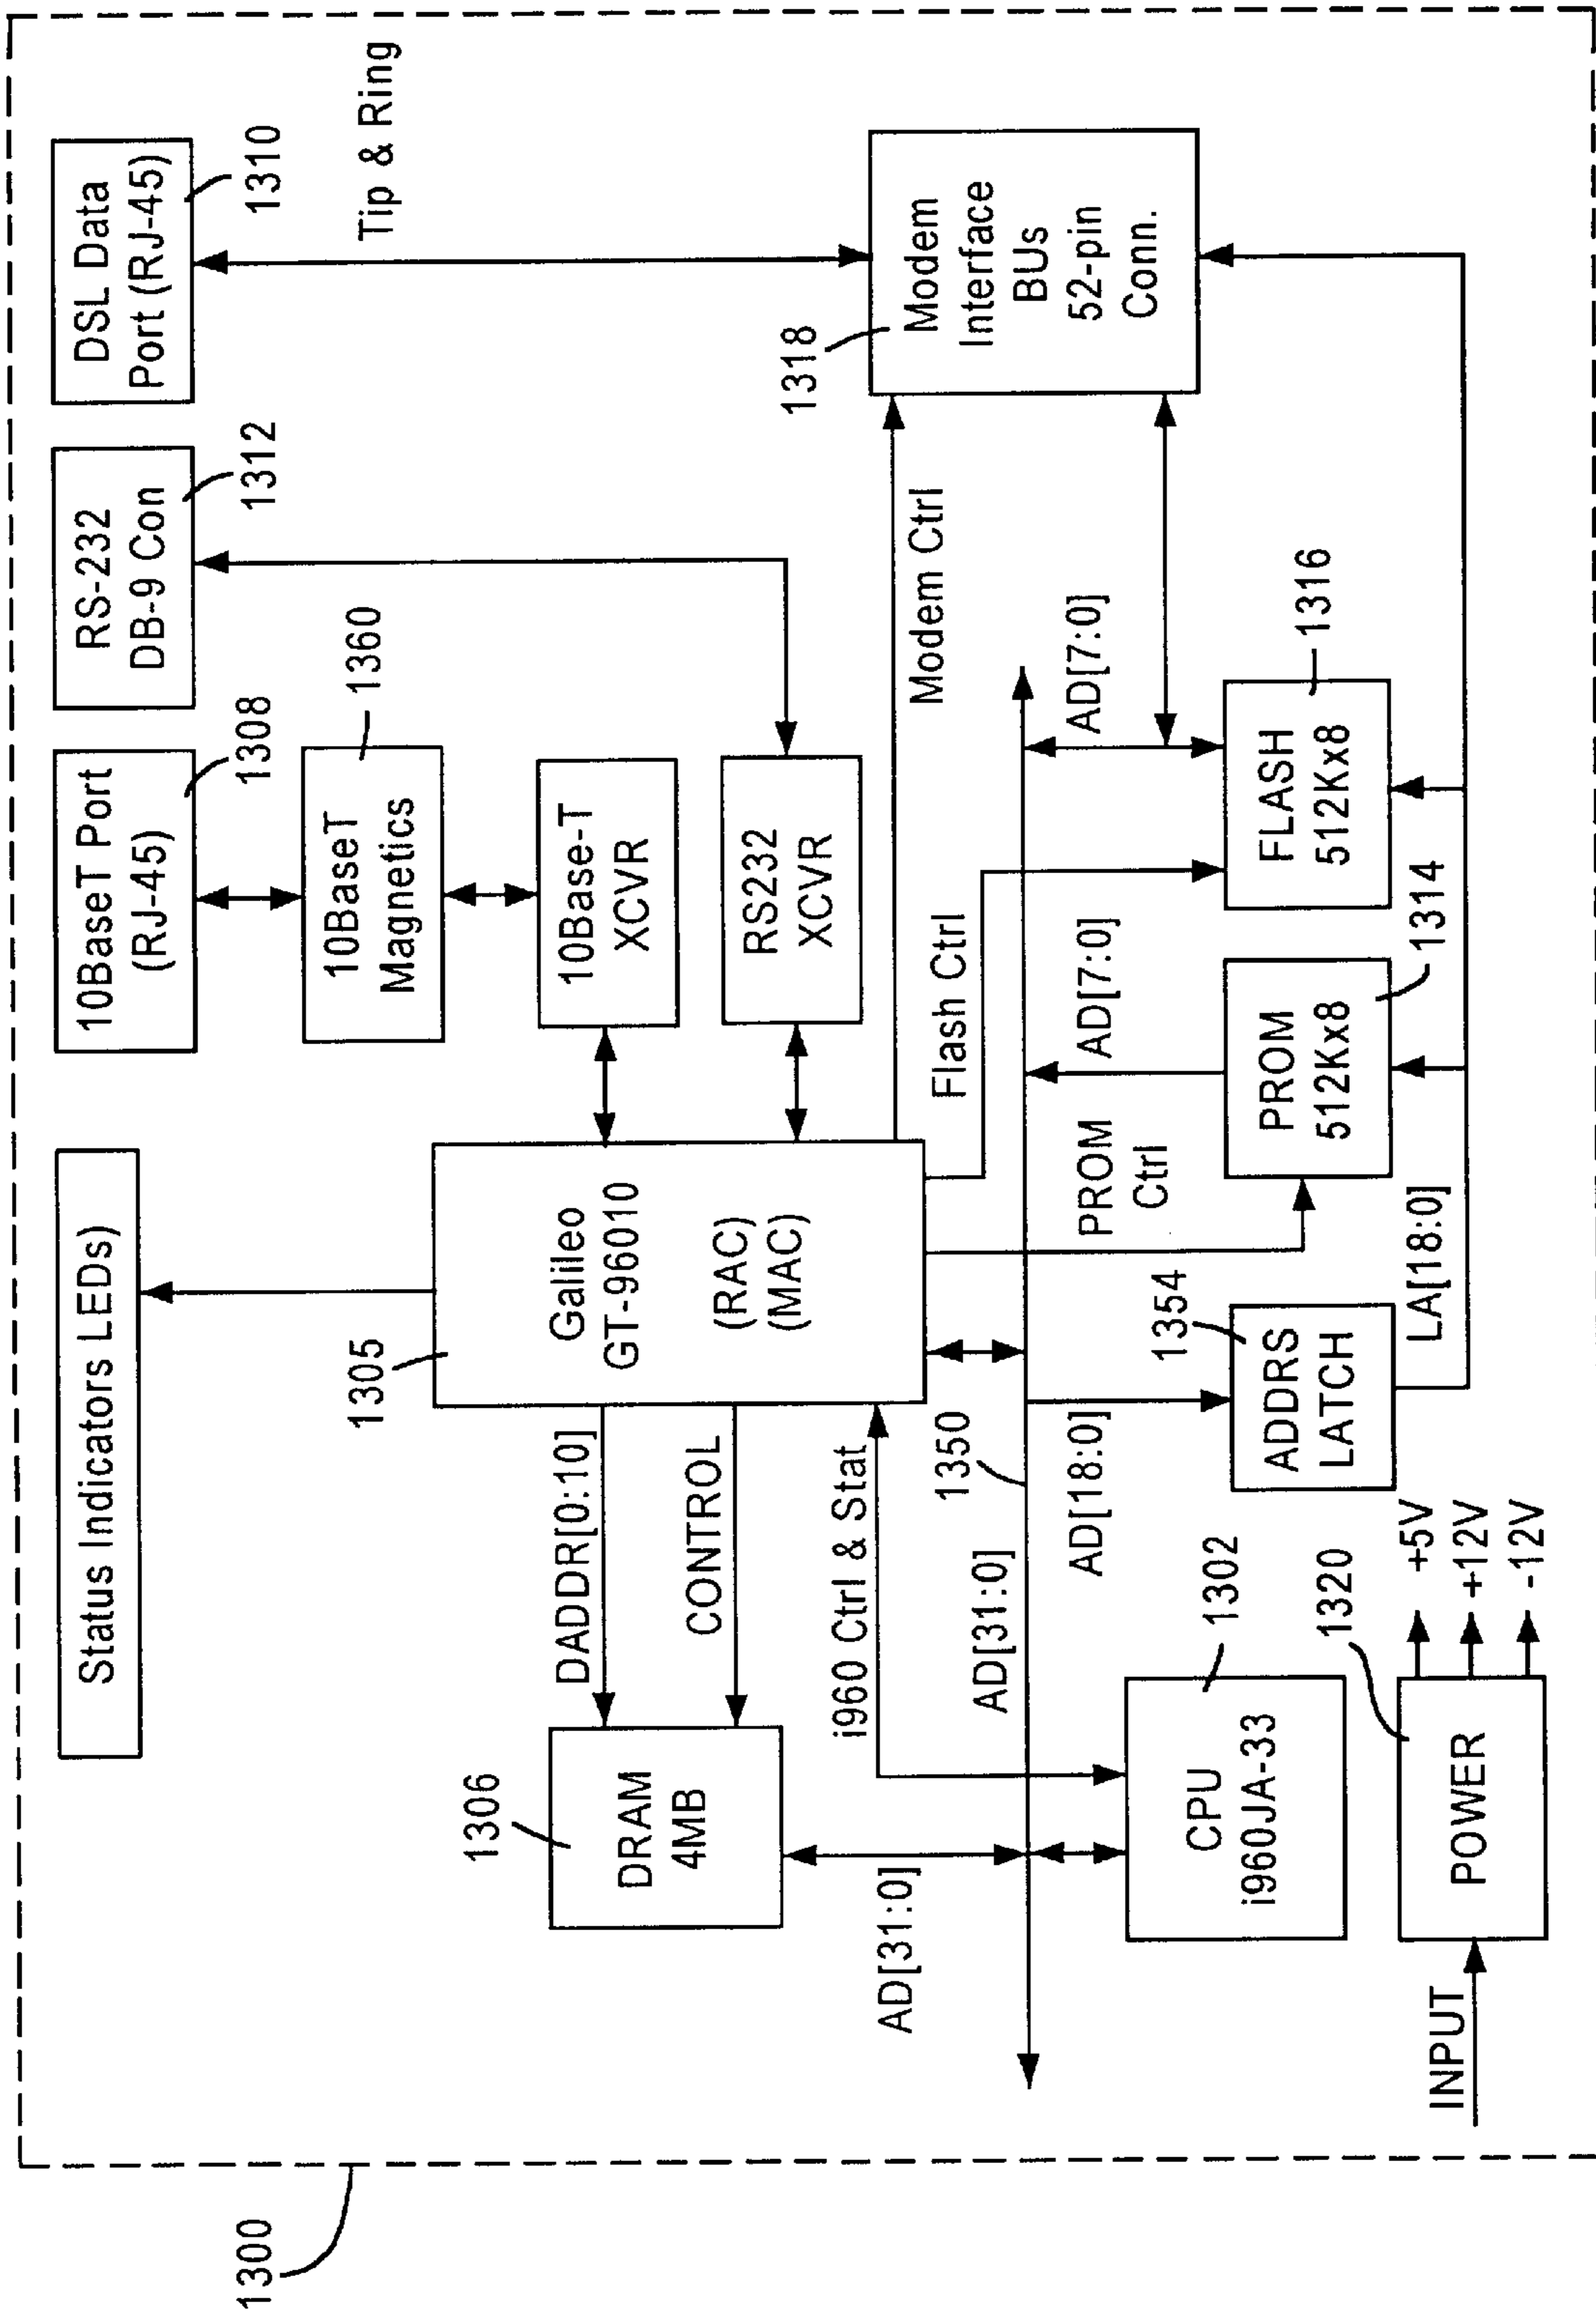 1300
Status Indicators LEDs)
10BaseT Port
(RJ-45)
1308
RS-232
DB-9 Con
1312
DSL Data
Port (RJ-45)
1310
Tip & Ring
10BaseT
Magnetics
1360
10Base-T
XCVR
RS232
XCVR
1305
Galileo
GT-96010
(RAC)
(MAC)
1306
DRAM
4MB
DADDR[0:10]
CONTROL
i960 Ctrl & Stat
AD[31:0]
AD[31:0]
1350
Modem Ctrl
Flash Ctrl
PROM
Ctrl
1318
Modem
Interface
BUs
52-pin
Conn.
AD[18:0]
AD[7:0]
AD[7:0]
CPU
i960JA-33
1302
ADDRS
LATCH
1354
PROM
512Kx8
1314
FLASH
512Kx8
1316
LA[18:0]
INPUT
POWER
1320
+5V
+12V
-12V